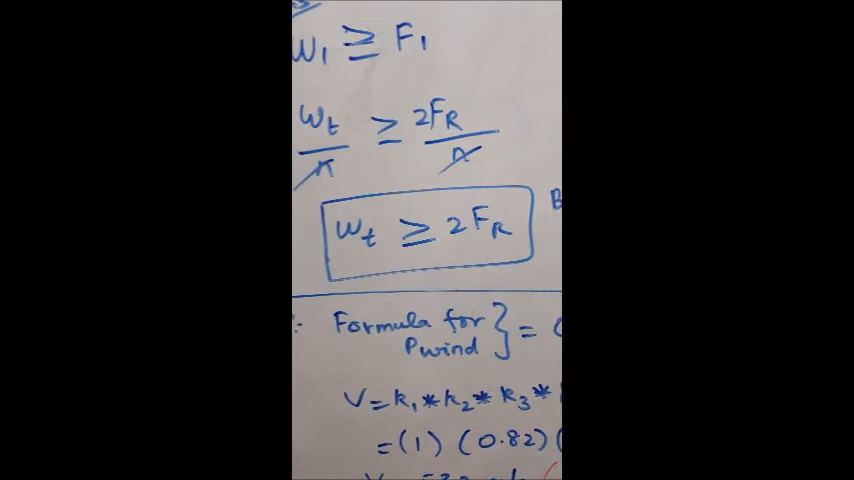 W₁ ≥ F₁
Wt/n ≥ 2FR/n
Wt ≥ 2FR
B
:- Formula for Pwind } =
V = k₁ * k₂ * k₃ *
= (1) (0.82) (